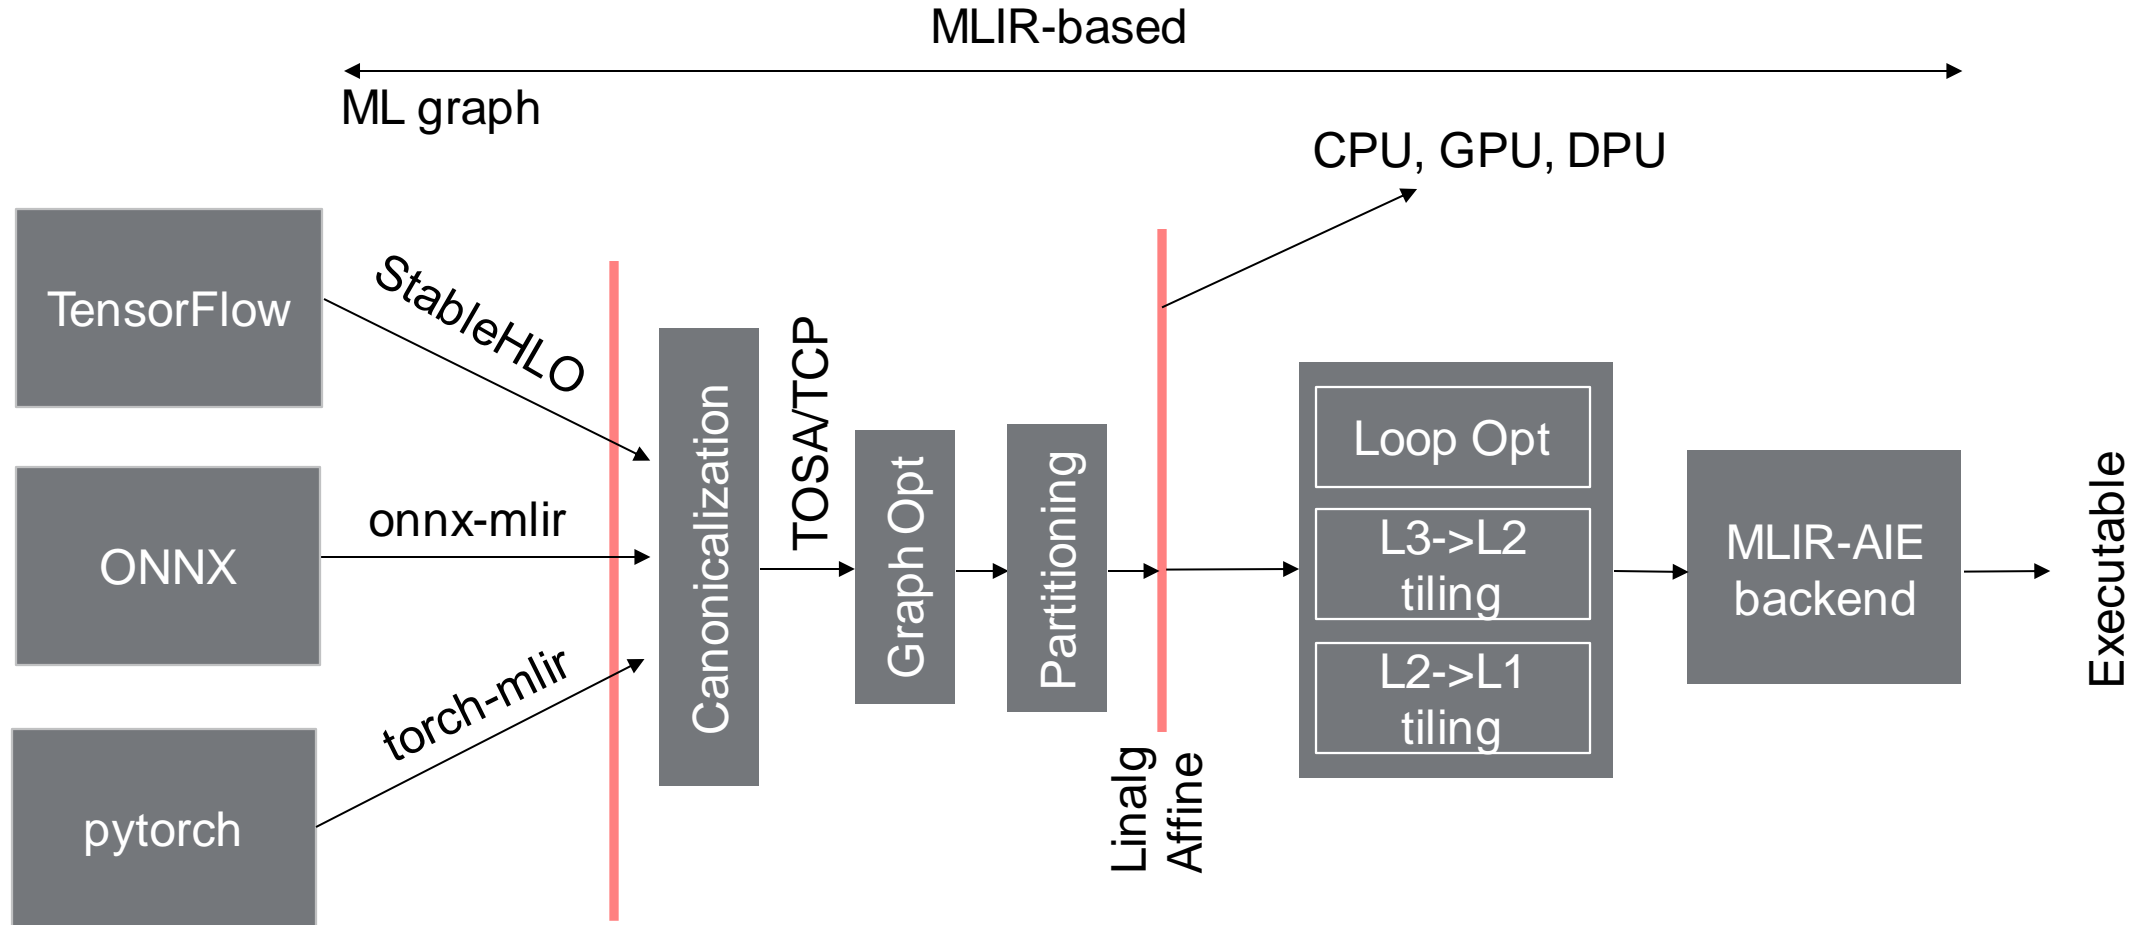 MLIR-based
ML graph
CPU, GPU, DPU
TensorFlow
StableHLO
ONNX
onnx-mlir
pytorch
torch-mlir
Canonicalization
TOSA/TCP
Graph Opt
Partitioning
Linalg
Affine
Loop Opt
L3->L2
tiling
L2->L1
tiling
MLIR-AIE
backend
Executable